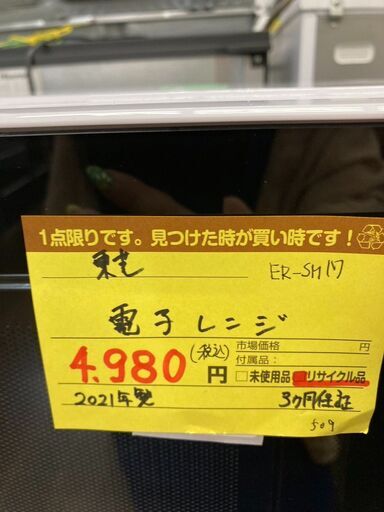 1点限りです。見つけた時が買い時です！
東芝 ER-SM17
電子レンジ
4,980(税込)円
市場価格 円
付属品：
□未使用品 ■リサイクル品
2021年製 3ヶ月保証
509